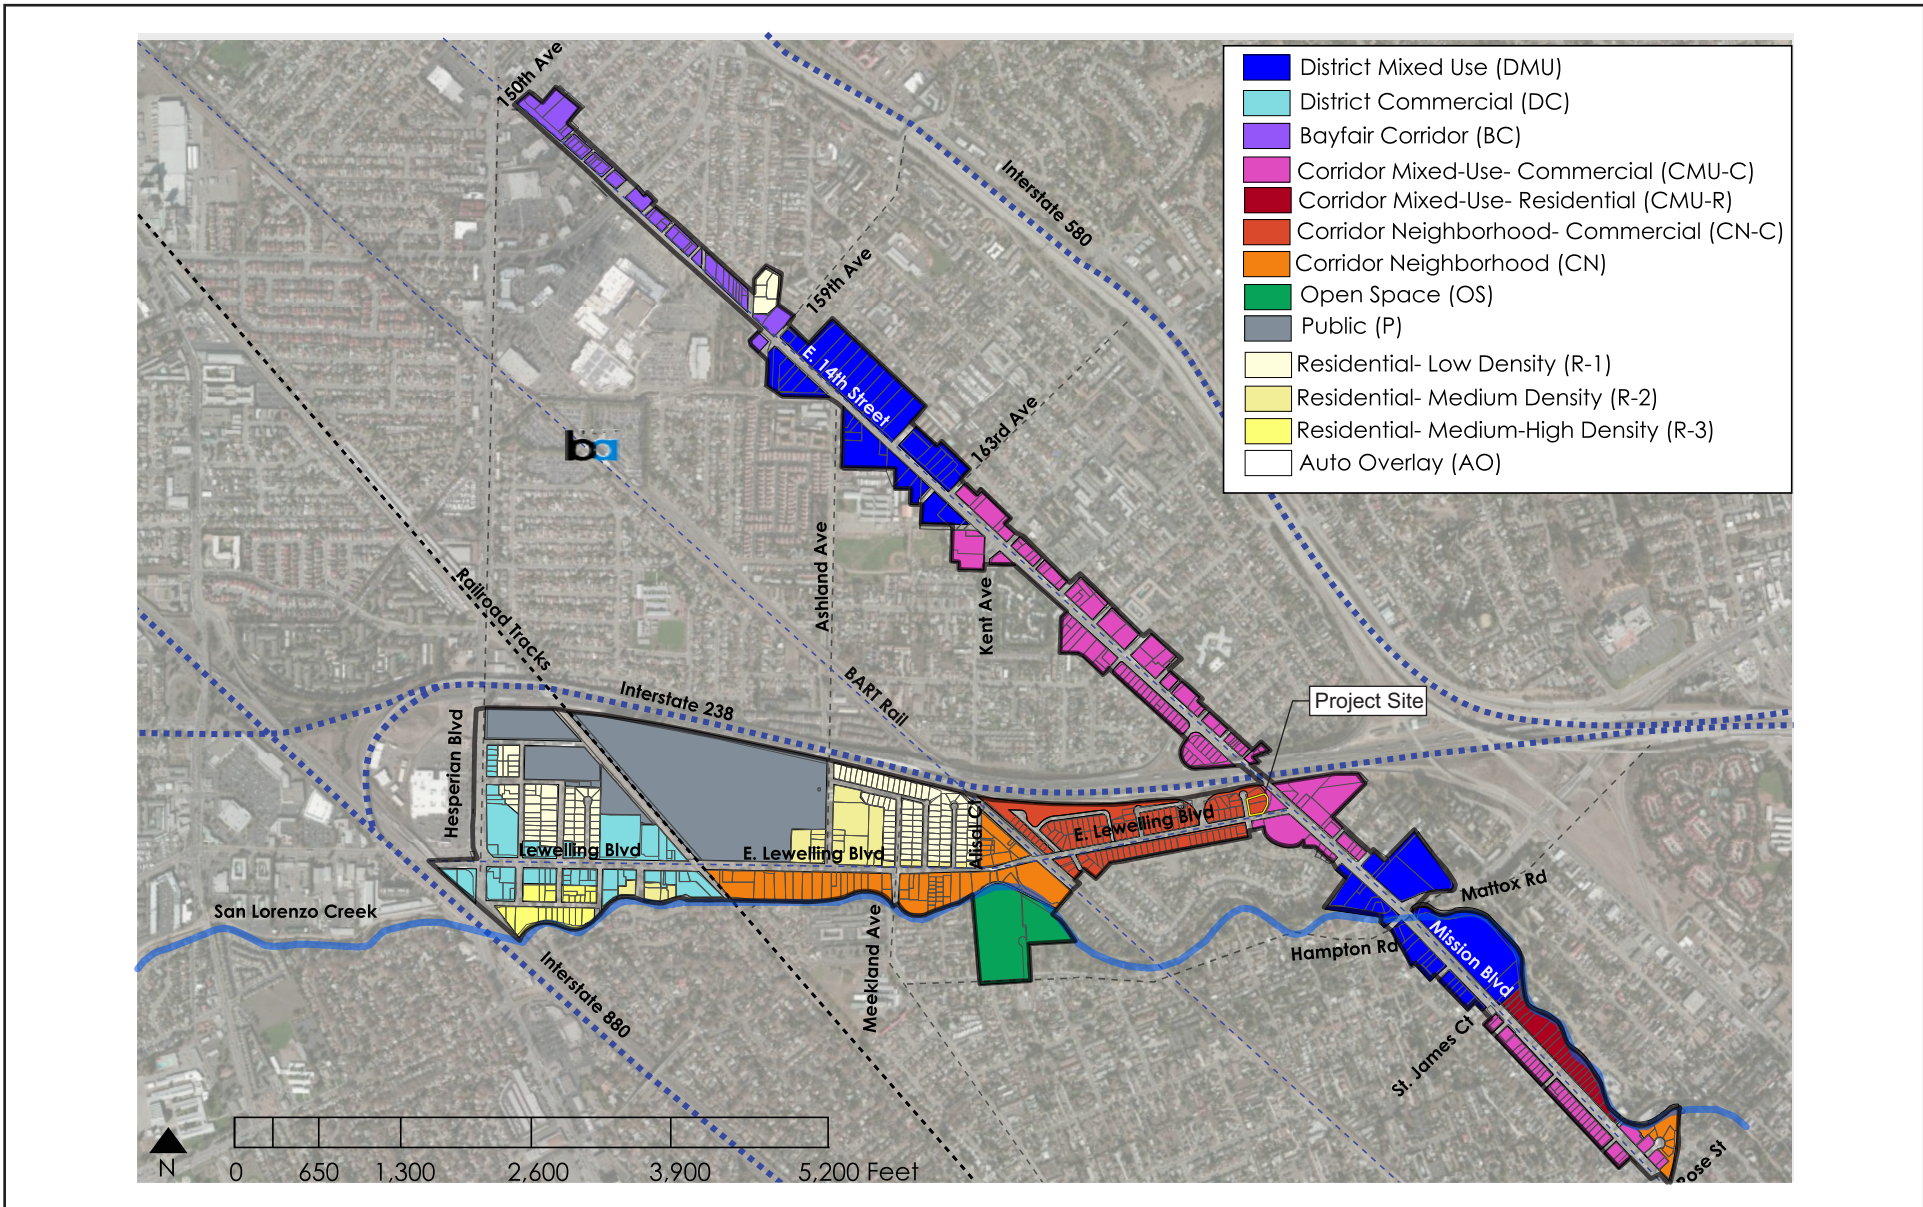 150th Ave
Interstate 580
159th Ave
E. 14th Street
163rd Ave
District Mixed Use (DMU)
District Commercial (DC)
Bayfair Corridor (BC)
Corridor Mixed-Use- Commercial (CMU-C)
Corridor Mixed-Use- Residential (CMU-R)
Corridor Neighborhood- Commercial (CN-C)
Corridor Neighborhood (CN)
Open Space (OS)
Public (P)
Residential- Low Density (R-1)
Residential- Medium Density (R-2)
Residential- Medium-High Density (R-3)
Auto Overlay (AO)
ba
Ashland Ave
Kent Ave
Railroad Tracks
BART Rail
Interstate 238
Project Site
Hesperian Blvd
Lewelling Blvd
E. Lewelling Blvd
Alisal Ct
E. Lewelling Blvd
San Lorenzo Creek
Meekland Ave
Interstate 880
Mattox Rd
Hampton Rd
Mission Blvd
St. James Ct
Rose St
N
0 650 1,300 2,600 3,900 5,200 Feet